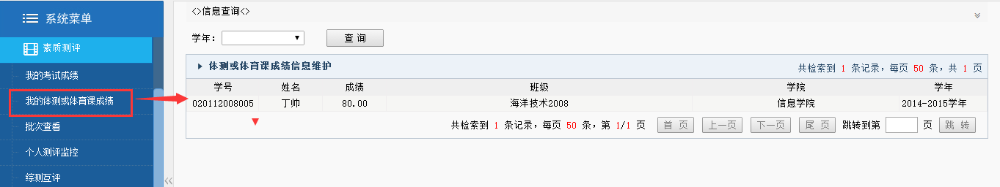 系统菜单
素质测评
我的考试成绩
我的体测或体育课成绩
批次查看
个人测评监控
综测互评
<>信息查询<>
学年： 查 询
体测或体育课成绩信息维护 共检索到 1 条记录，每页 50 条，共 1 页
学号 姓名 成绩 班级 学院 学年
020112008005 丁帅 80.00 海洋技术2008 信息学院 2014-2015学年
共检索到 1 条记录，每页 50 条，第 1/1 页 首 页 上一页 下一页 尾 页 跳转到第 页 跳 转